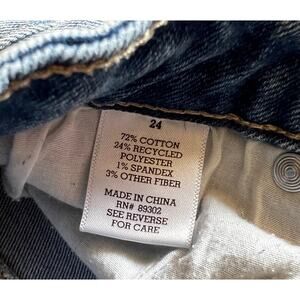 24
72% COTTON
24% RECYCLED
POLYESTER
1% SPANDEX
3% OTHER FIBER
MADE IN CHINA
RN# 89302
SEE REVERSE
FOR CARE